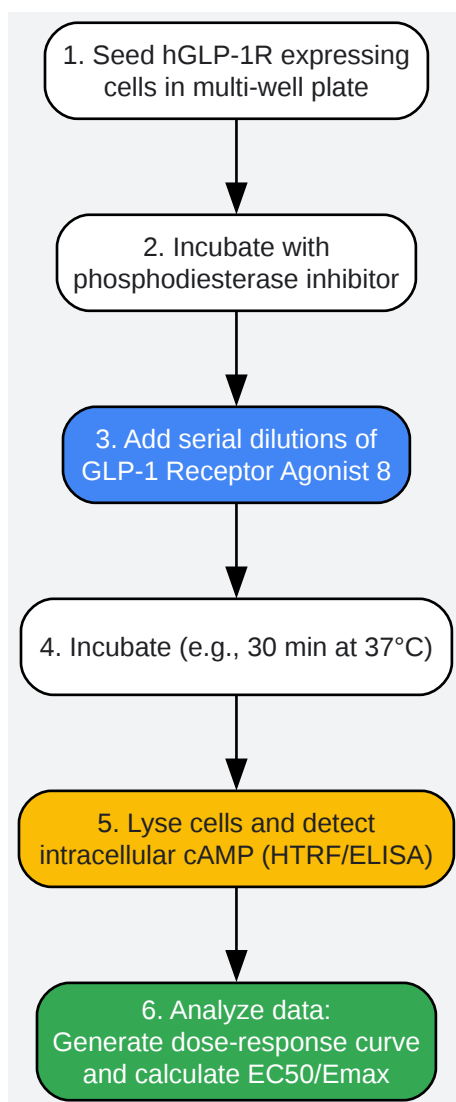 1. Seed hGLP-1R expressing
cells in multi-well plate
2. Incubate with
phosphodiesterase inhibitor
3. Add serial dilutions of
GLP-1 Receptor Agonist 8
4. Incubate (e.g., 30 min at 37°C)
5. Lyse cells and detect
intracellular cAMP (HTRF/ELISA)
6. Analyze data:
Generate dose-response curve
and calculate EC50/Emax